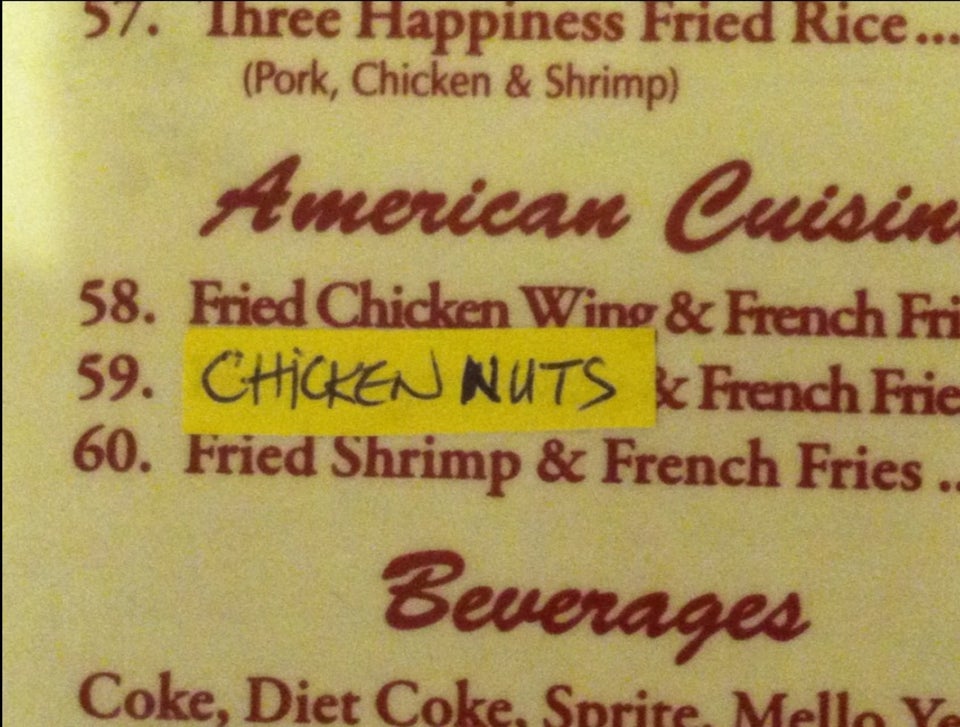 57. Three Happiness Fried Rice...
(Pork, Chicken & Shrimp)
American Cuisin
58. Fried Chicken Wing & French Fri
59. CHiCKEN NUTS & French Frie
60. Fried Shrimp & French Fries ..
Beverages
Coke, Diet Coke, Sprite, Mello Ye